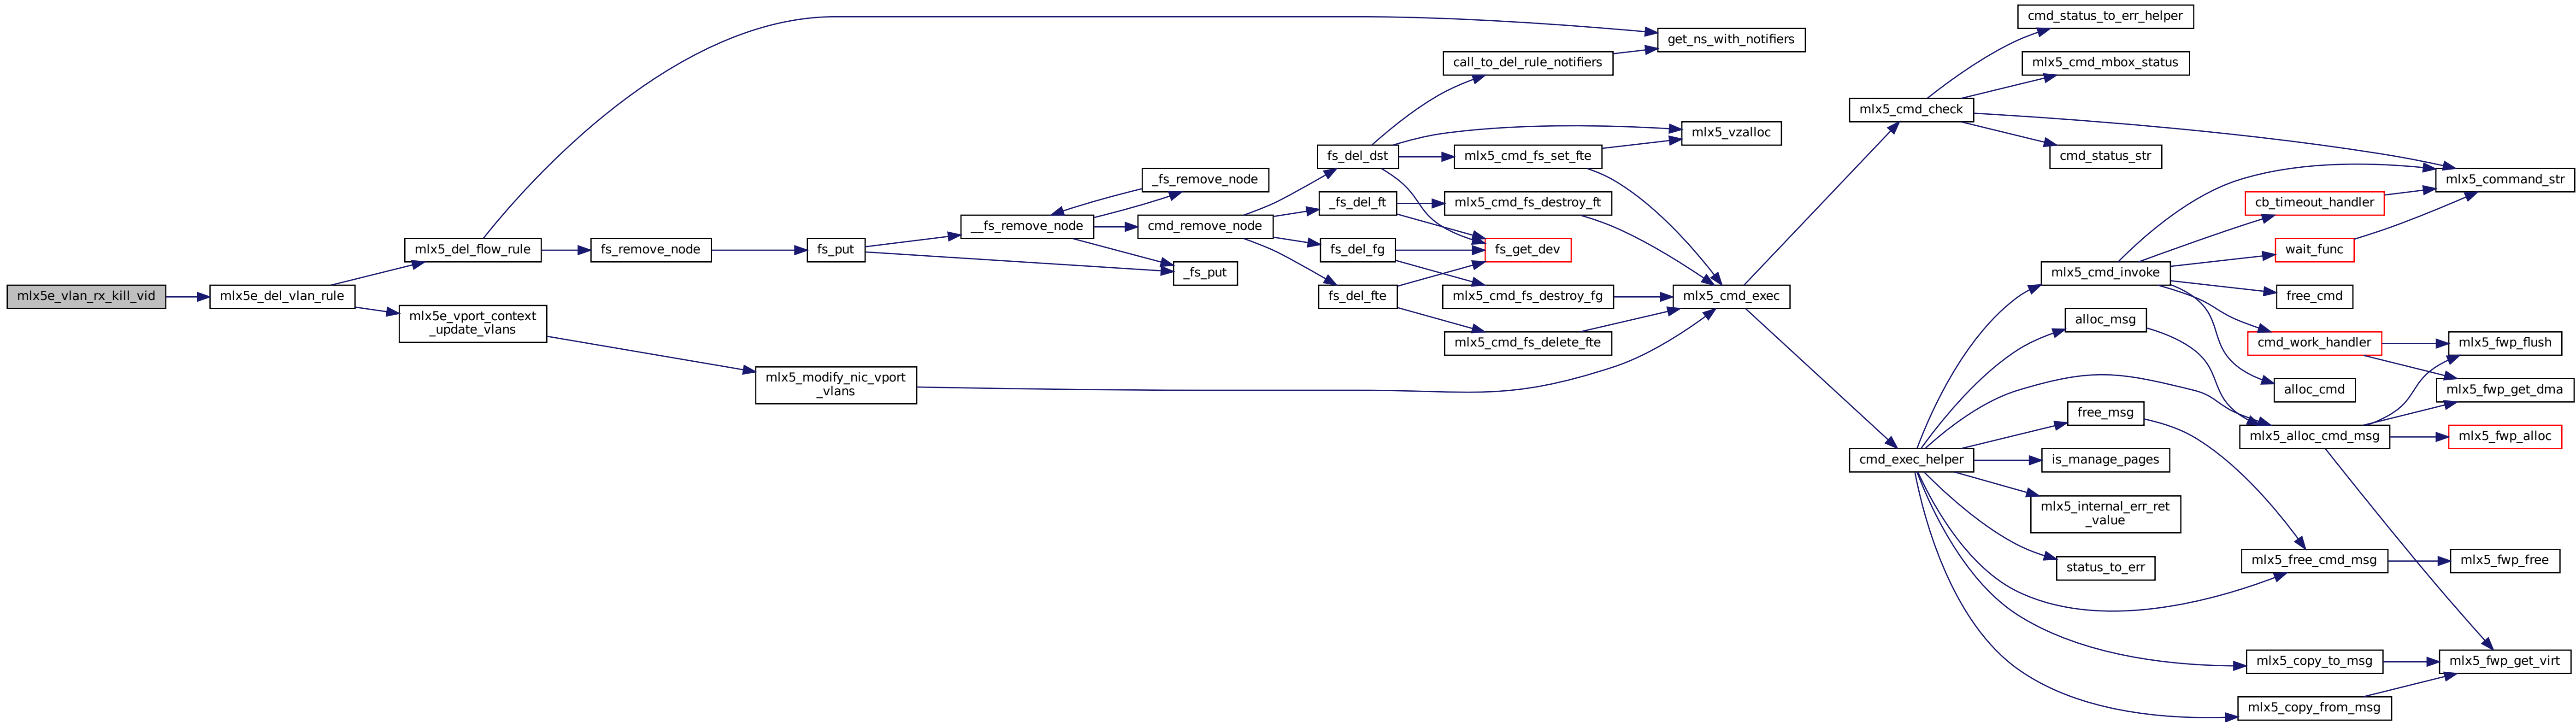 mlx5e_vlan_rx_kill_vid
mlx5e_del_vlan_rule
mlx5_del_flow_rule
mlx5e_vport_context
_update_vlans
fs_remove_node
mlx5_modify_nic_vport
_vlans
fs_put
__fs_remove_node
_fs_remove_node
cmd_remove_node
_fs_put
fs_del_dst
_fs_del_ft
fs_del_fg
fs_del_fte
call_to_del_rule_notifiers
mlx5_cmd_fs_set_fte
mlx5_cmd_fs_destroy_ft
fs_get_dev
mlx5_cmd_fs_destroy_fg
mlx5_cmd_fs_delete_fte
get_ns_with_notifiers
mlx5_vzalloc
mlx5_cmd_exec
mlx5_cmd_check
cmd_exec_helper
cmd_status_to_err_helper
mlx5_cmd_mbox_status
cmd_status_str
mlx5_cmd_invoke
alloc_msg
free_msg
is_manage_pages
mlx5_internal_err_ret
_value
status_to_err
cb_timeout_handler
wait_func
free_cmd
cmd_work_handler
alloc_cmd
mlx5_alloc_cmd_msg
mlx5_free_cmd_msg
mlx5_copy_to_msg
mlx5_copy_from_msg
mlx5_command_str
mlx5_fwp_flush
mlx5_fwp_get_dma
mlx5_fwp_alloc
mlx5_fwp_free
mlx5_fwp_get_virt